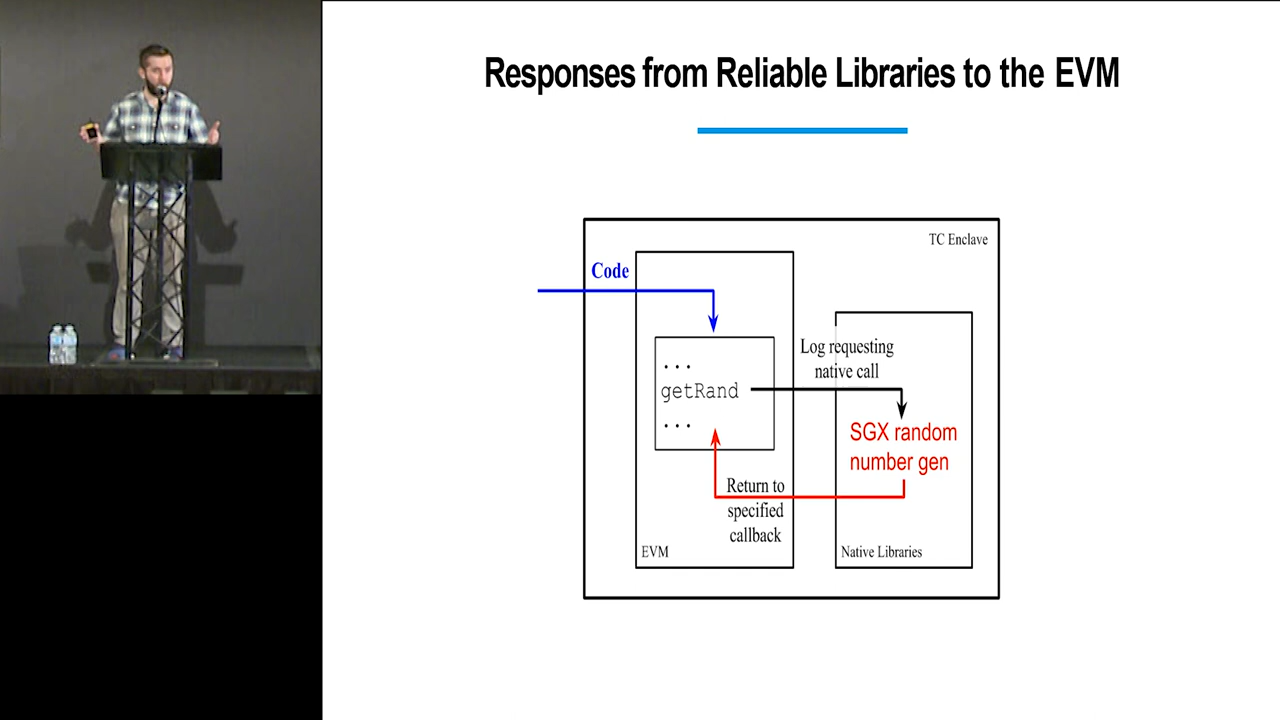 Responses from Reliable Libraries to the EVM
TC Enclave
Code
Log requesting
native call
...
getRand
...
SGX random
number gen
Return to
specified
callback
EVM
Native Libraries